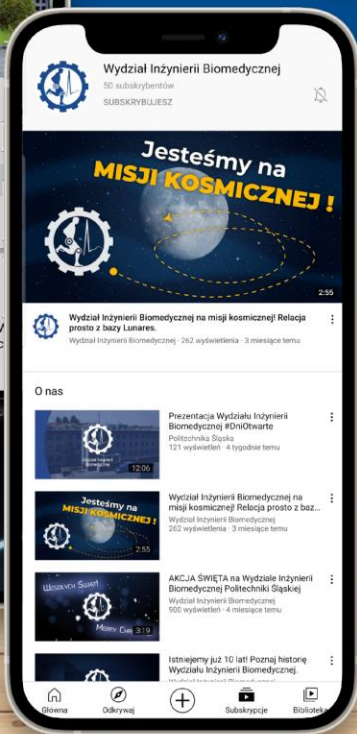 Wydział Inżynierii Biomedycznej
50 subskrybentów
SUBSKRYBUJESZ
Jesteśmy na
MISJI KOSMICZNEJ !
2:55
Wydział Inżynierii Biomedycznej na misji kosmicznej! Relacja
prosto z bazy Lunares.
Wydział Inżynierii Biomedycznej · 262 wyświetlenia · 3 miesiące temu
O nas
12:06
Prezentacja Wydziału Inżynierii
Biomedycznej #DniOtwarte
Politechnika Śląska
121 wyświetleń · 4 tygodnie temu
Jesteśmy na
MISJI KOSMICZNEJ !
2:55
Wydział Inżynierii Biomedycznej na
misji kosmicznej! Relacja prosto z baz...
Wydział Inżynierii Biomedycznej
262 wyświetlenia · 3 miesiące temu
Wesołych Świąt
3:19
AKCJA ŚWIĘTA na Wydziale Inżynierii
Biomedycznej Politechniki Śląskiej
Wydział Inżynierii Biomedycznej
900 wyświetleń · 4 miesiące temu
Istniejemy już 10 lat! Poznaj historię
Wydziału Inżynierii Biomedycznej.
Główna
Odkrywaj
Subskrypcje
Biblioteka